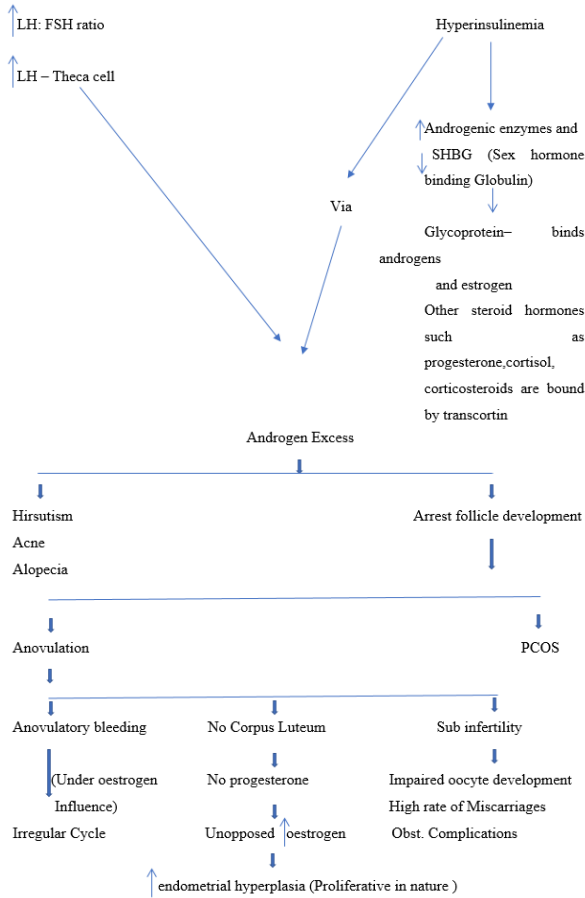 LH: FSH ratio
Hyperinsulinemia
LH – Theca cell
Androgenic enzymes and
SHBG (Sex hormone
binding Globulin)
Via
Glycoprotein– binds
androgens
and estrogen
Other steroid hormones
such as
progesterone,cortisol,
corticosteroids are bound
by transcortin
Androgen Excess
Hirsutism
Acne
Alopecia
Arrest follicle development
Anovulation
PCOS
Anovulatory bleeding
No Corpus Luteum
Sub infertility
(Under oestrogen
Influence)
No progesterone
Impaired oocyte development
High rate of Miscarriages
Irregular Cycle
Unopposed oestrogen
Obst. Complications
endometrial hyperplasia (Proliferative in nature )